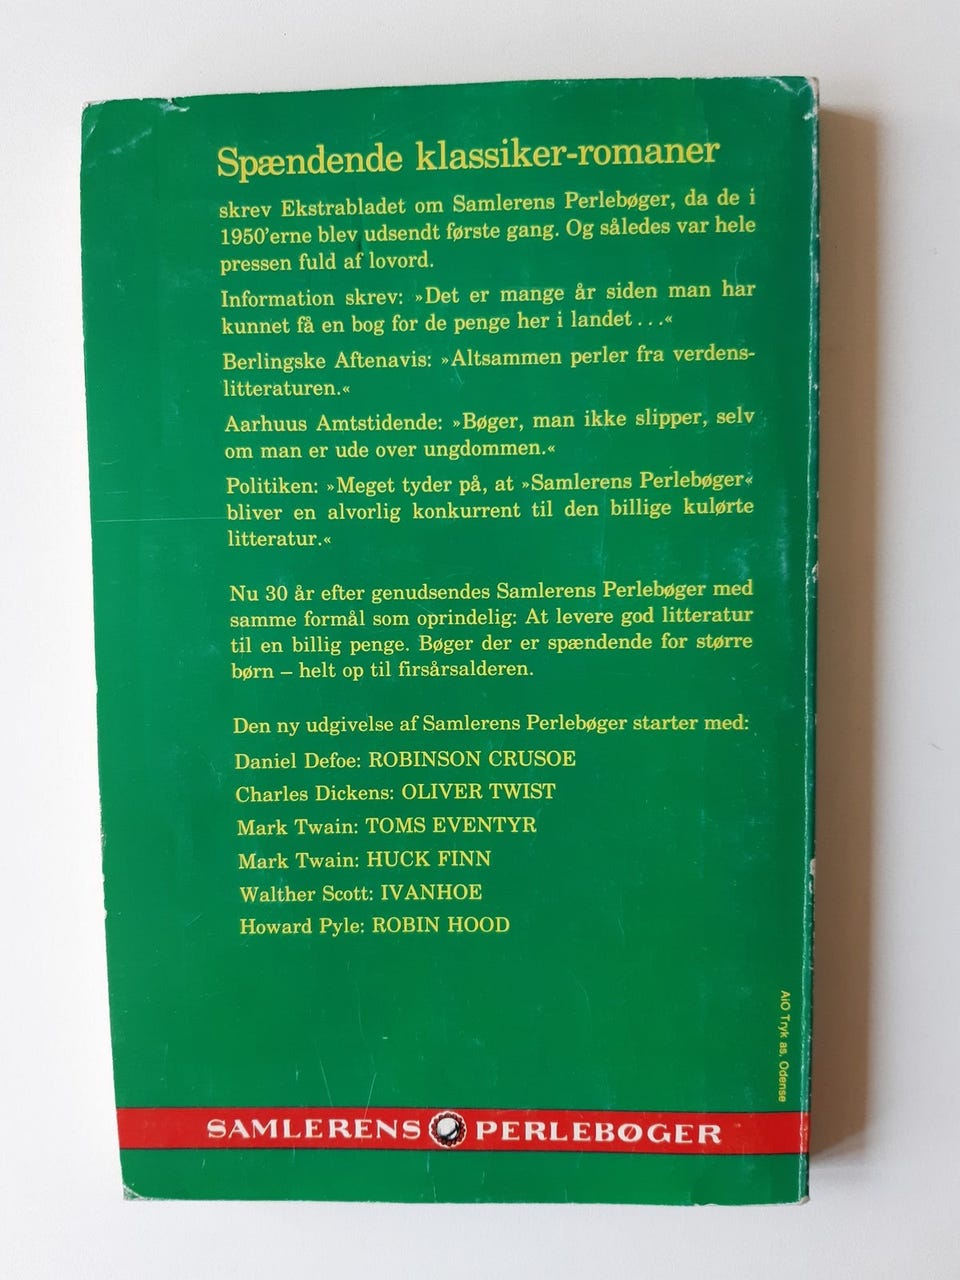 Spændende klassiker-romaner
skrev Ekstrabladet om Samlerens Perlebøger, da de i
1950'erne blev udsendt første gang. Og således var hele
pressen fuld af lovord.
Information skrev: »Det er mange år siden man har
kunnet få en bog for de penge her i landet...«
Berlingske Aftenavis: »Altsammen perler fra verdens-
litteraturen.«
Aarhuus Amtstidende: »Bøger, man ikke slipper, selv
om man er ude over ungdommen.«
Politiken: »Meget tyder på, at »Samlerens Perlebøger«
bliver en alvorlig konkurrent til den billige kulørte
litteratur.«
Nu 30 år efter genudsendes Samlerens Perlebøger med
samme formål som oprindelig: At levere god litteratur
til en billig penge. Bøger der er spændende for større
børn – helt op til firsårsalderen.
Den ny udgivelse af Samlerens Perlebøger starter med:
Daniel Defoe: ROBINSON CRUSOE
Charles Dickens: OLIVER TWIST
Mark Twain: TOMS EVENTYR
Mark Twain: HUCK FINN
Walther Scott: IVANHOE
Howard Pyle: ROBIN HOOD
AiO Tryk as, Odense
SAMLERENS PERLEBØGER